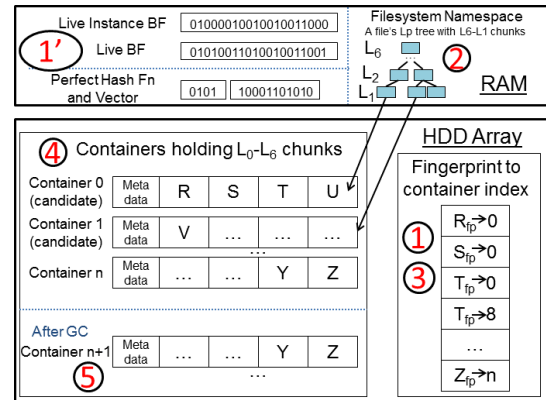 Live Instance BF 01000010010010011000
1′ Live BF 01010011010010011001
Perfect Hash Fn and Vector 0101 10001101010
Filesystem Namespace
A file's Lp tree with L6-L1 chunks
L6
...
2
L2
L1
RAM
HDD Array
4 Containers holding L0-L6 chunks
Container 0 (candidate) Meta data R S T U
Container 1 (candidate) Meta data V ... ... ...
...
Container n Meta data ... ... Y Z
After GC
Container n+1 Meta data ... ... Y Z
5 ...
Fingerprint to
container index
1
3
Rfp→0
Sfp→0
Tfp→0
Tfp→8
...
Zfp→n